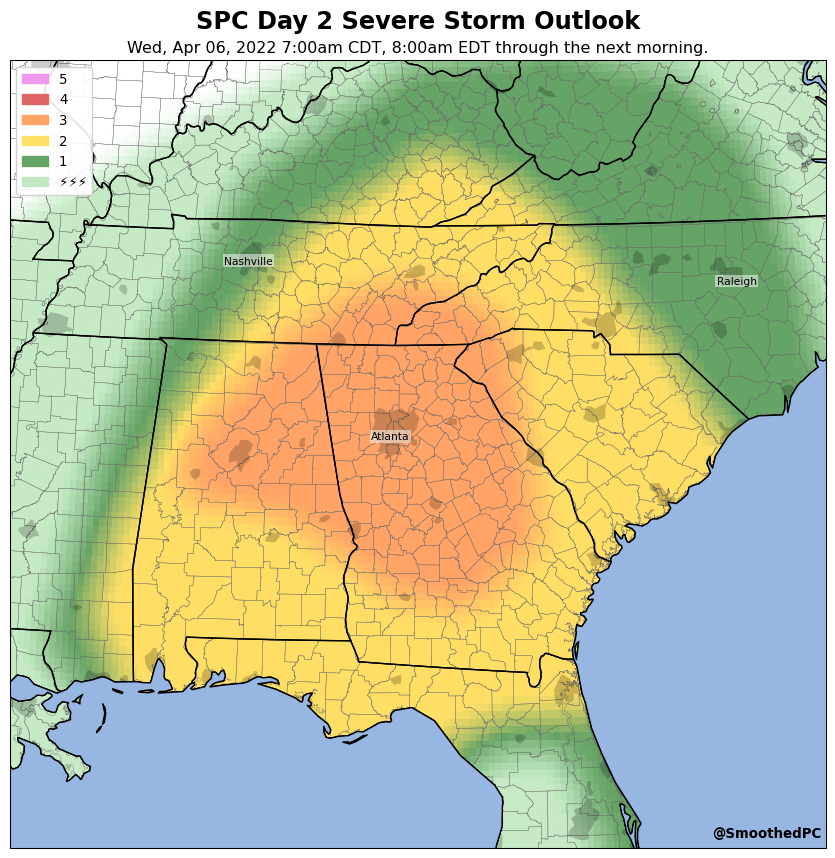 SPC Day 2 Severe Storm Outlook
Wed, Apr 06, 2022 7:00am CDT, 8:00am EDT through the next morning.
5
4
3
2
1
⚡⚡⚡
Nashville
Raleigh
Atlanta
@SmoothedPC